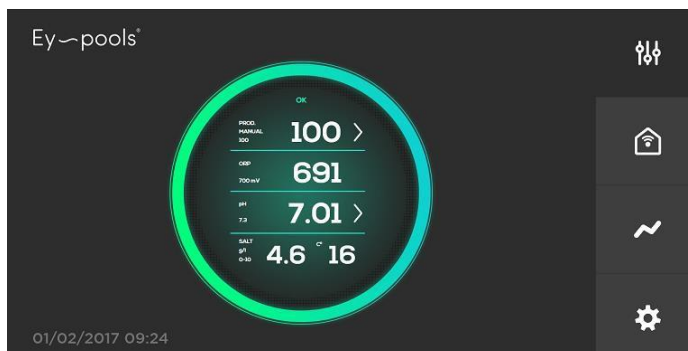 Ey-pools®
OK
PROD.
MANUAL
100
100 >
ORP
700 mV
691
pH
7.3
7.01 >
SALT
g/l
0-10
4.6
C° 16
01/02/2017 09:24